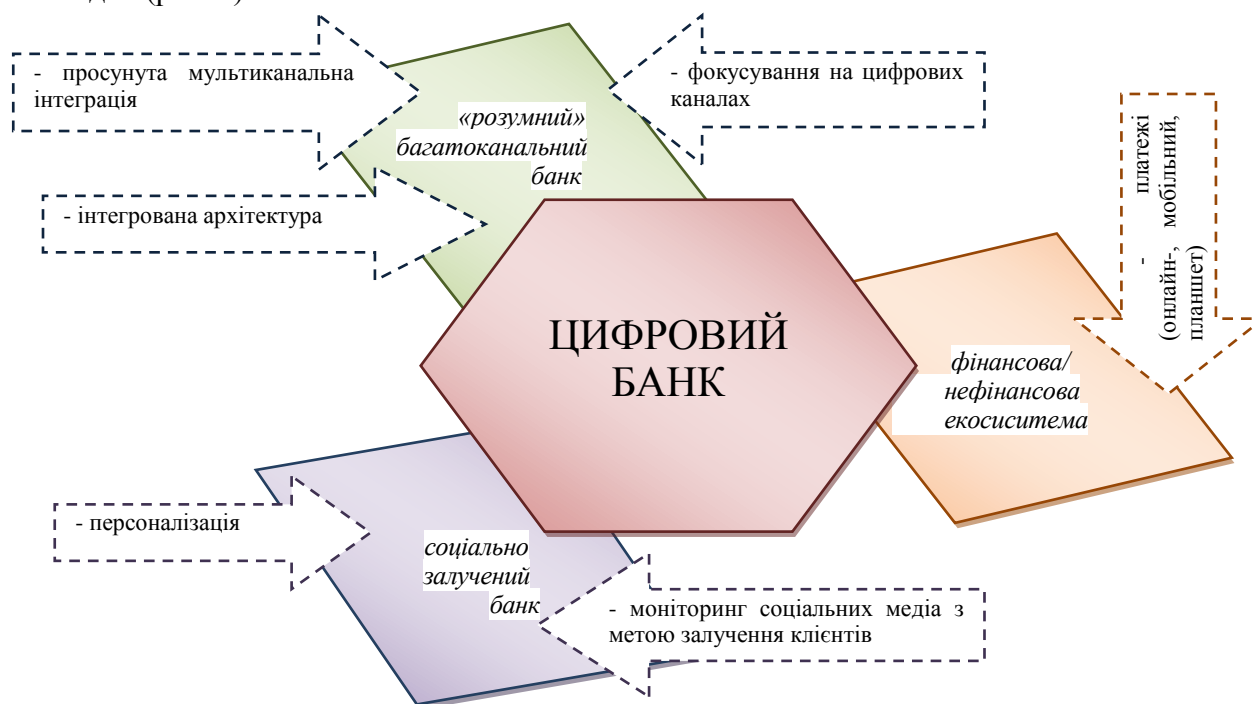 - просунута мультиканальна
інтеграція
- фокусування на цифрових
каналах
«розумний»
багатоканальний
банк
- інтегрована архітектура
- платежі
(онлайн-, мобільний,
планшет)
ЦИФРОВИЙ
БАНК
фінансова/
нефінансова
екосиситема
- персоналізація
соціально
залучений
банк
- моніторинг соціальних медіа з
метою залучення клієнтів